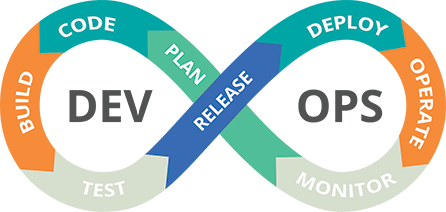 CODE
DEPLOY
PLAN
BUILD
DEV
RELEASE
OPS
OPERATE
TEST
MONITOR